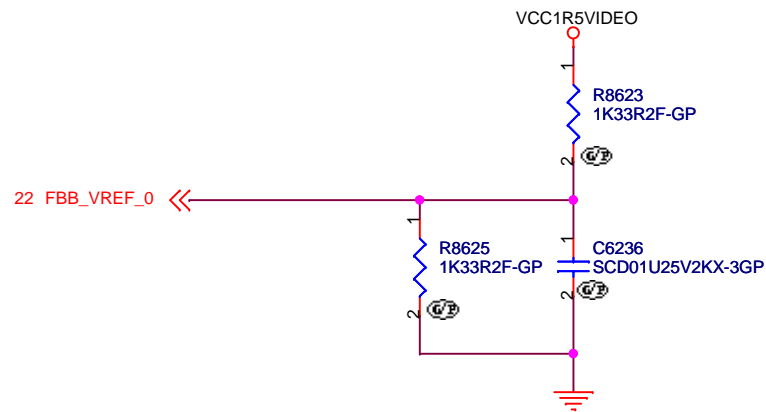 VCC1R5VIDEO
1
R8623
1K33R2F-GP
2
G/P
22 FBB_VREF_0
1
R8625
1K33R2F-GP
2
G/P
1
C6236
SCD01U25V2KX-3GP
2
G/P